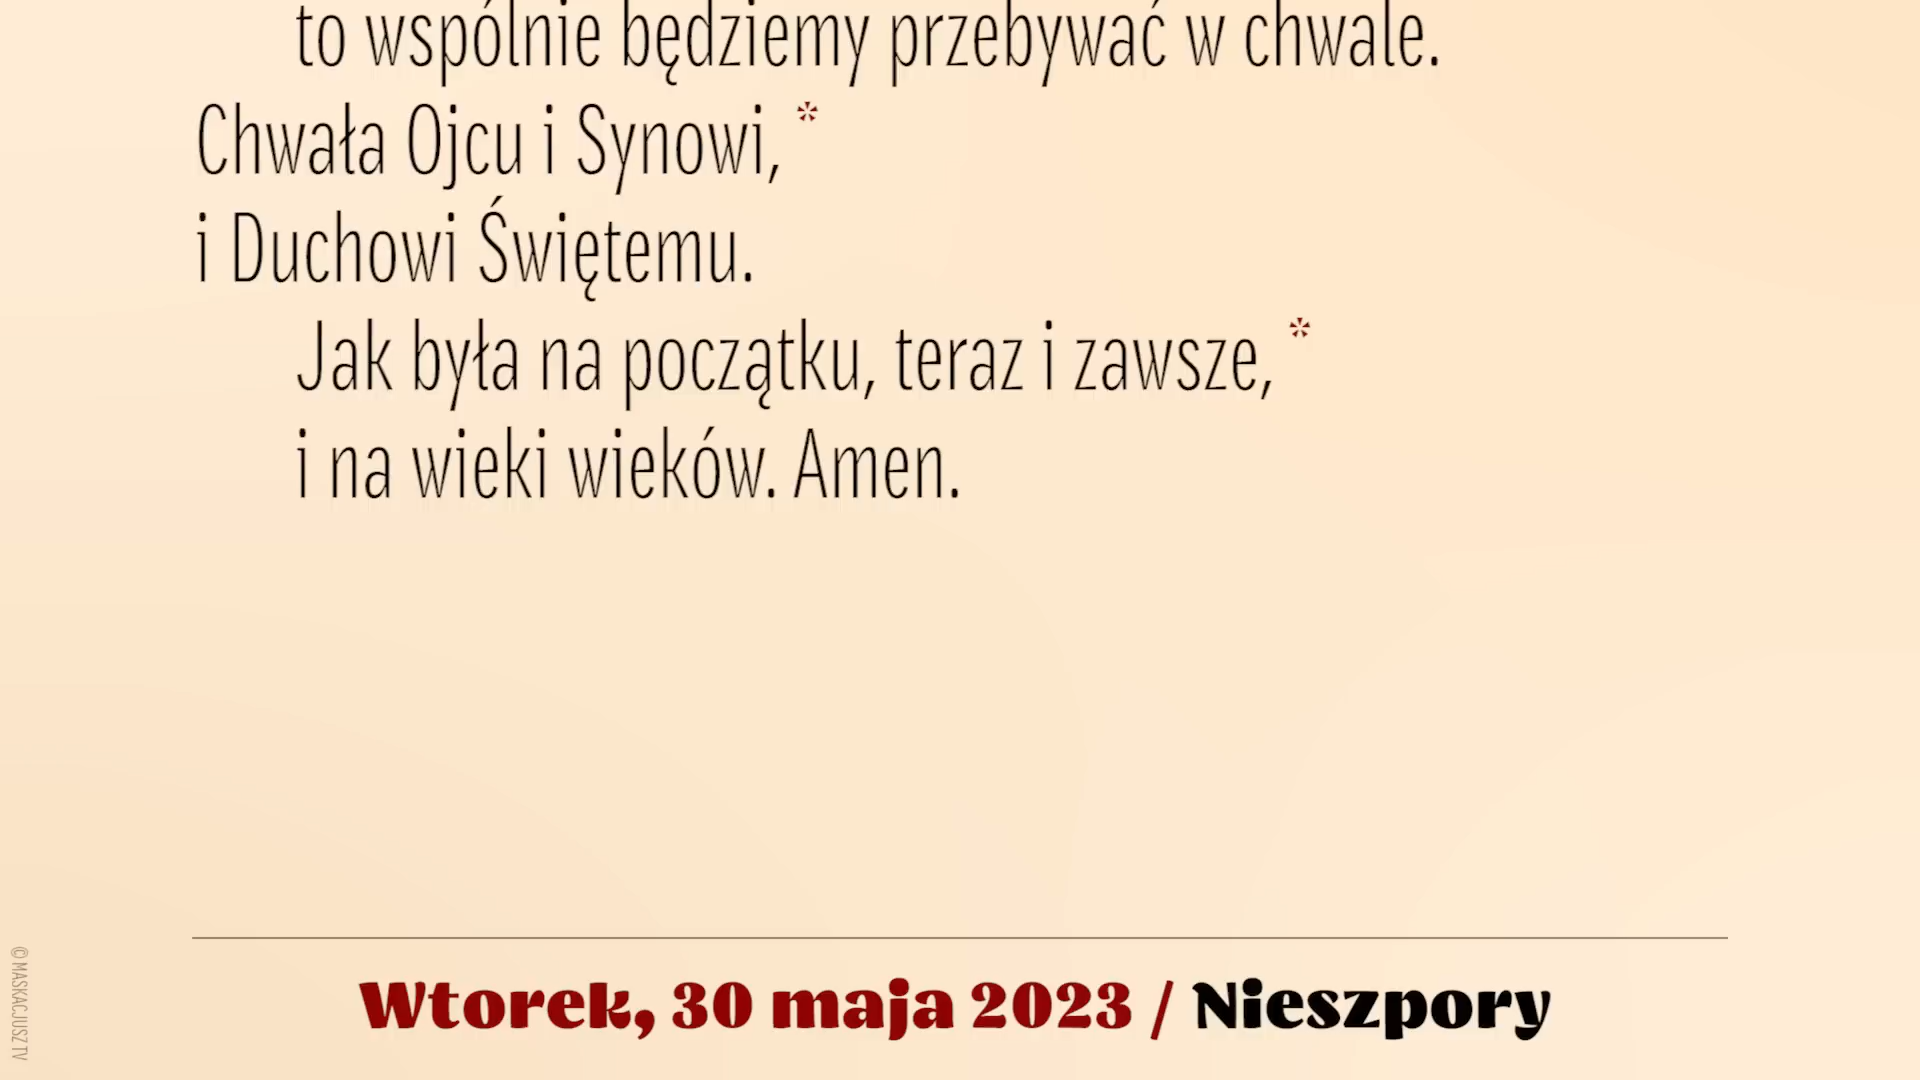 to wspólnie będziemy przebywać w chwale.
Chwała Ojcu i Synowi, *
i Duchowi Świętemu.
Jak była na początku, teraz i zawsze, *
i na wieki wieków. Amen.
Wtorek, 30 maja 2023 / Nieszpory
© MASKACJUSZ TV